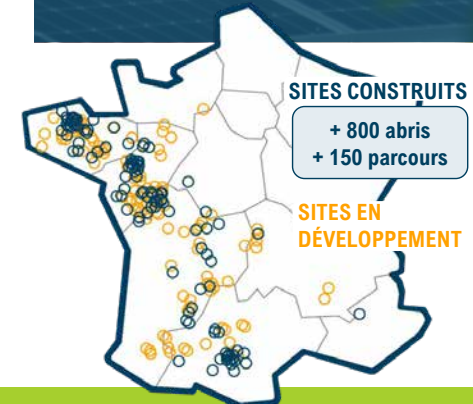 SITES CONSTRUITS
+ 800 abris
+ 150 parcours
SITES EN
DÉVELOPPEMENT